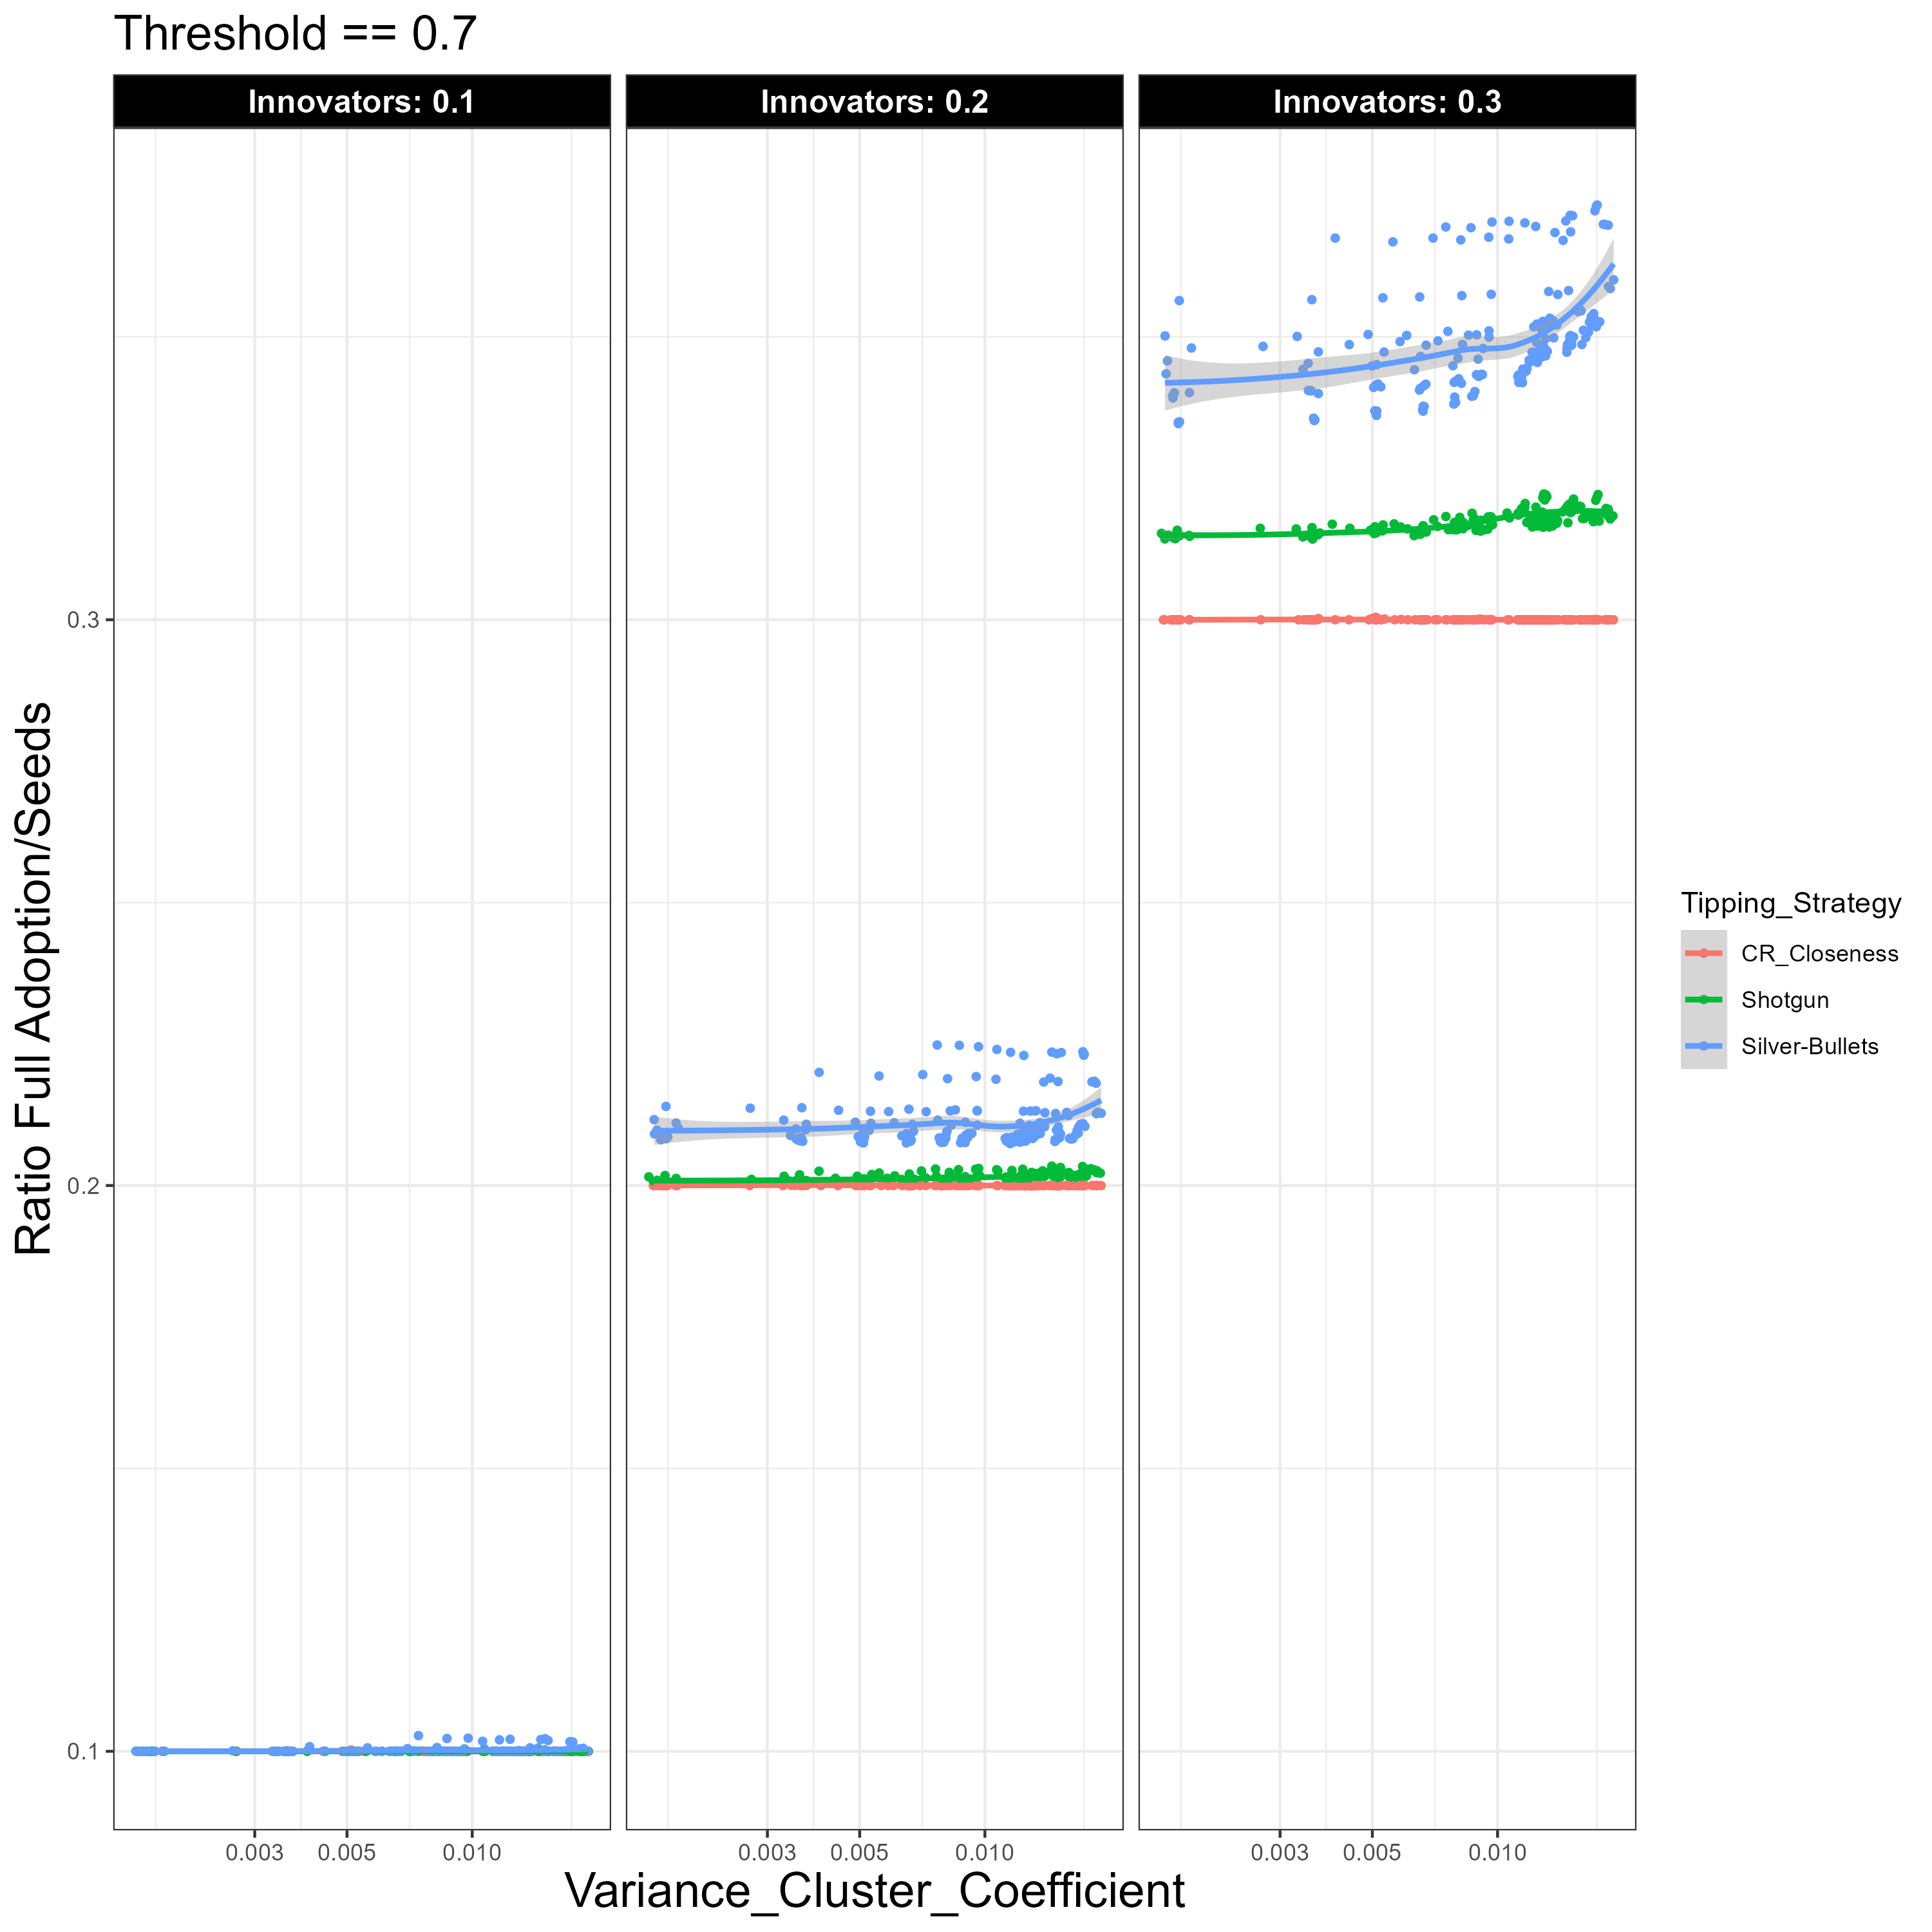 Threshold == 0.7
Innovators: 0.1
Innovators: 0.2
Innovators: 0.3
Ratio Full Adoption/Seeds
0.3
0.2
0.1
0.003 0.005 0.010
0.003 0.005 0.010
0.003 0.005 0.010
Variance_Cluster_Coefficient
Tipping_Strategy
CR_Closeness
Shotgun
Silver-Bullets